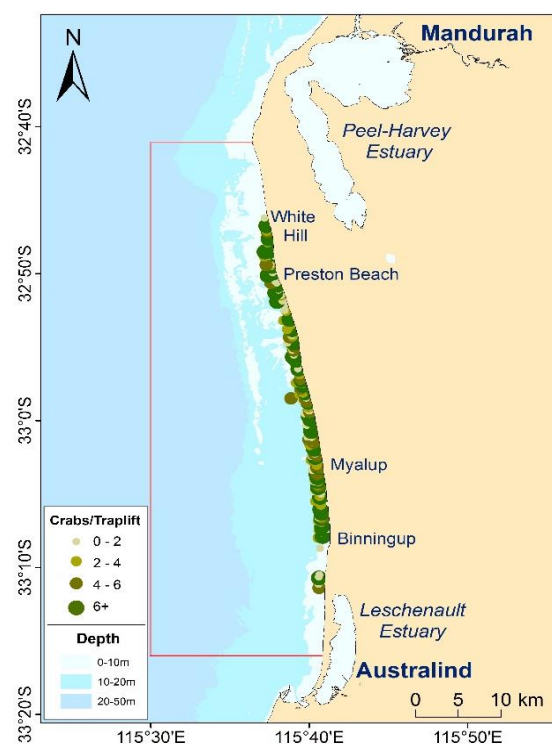 N
Mandurah
32°40'S
Peel-Harvey
Estuary
White
Hill
32°50'S
Preston Beach
33°0'S
Myalup
Crabs/Traplift
0 - 2
2 - 4
4 - 6
6+
Binningup
33°10'S
Depth
0-10m
10-20m
20-50m
Leschenault
Estuary
Australind
0 5 10 km
33°20'S
115°30'E
115°40'E
115°50'E